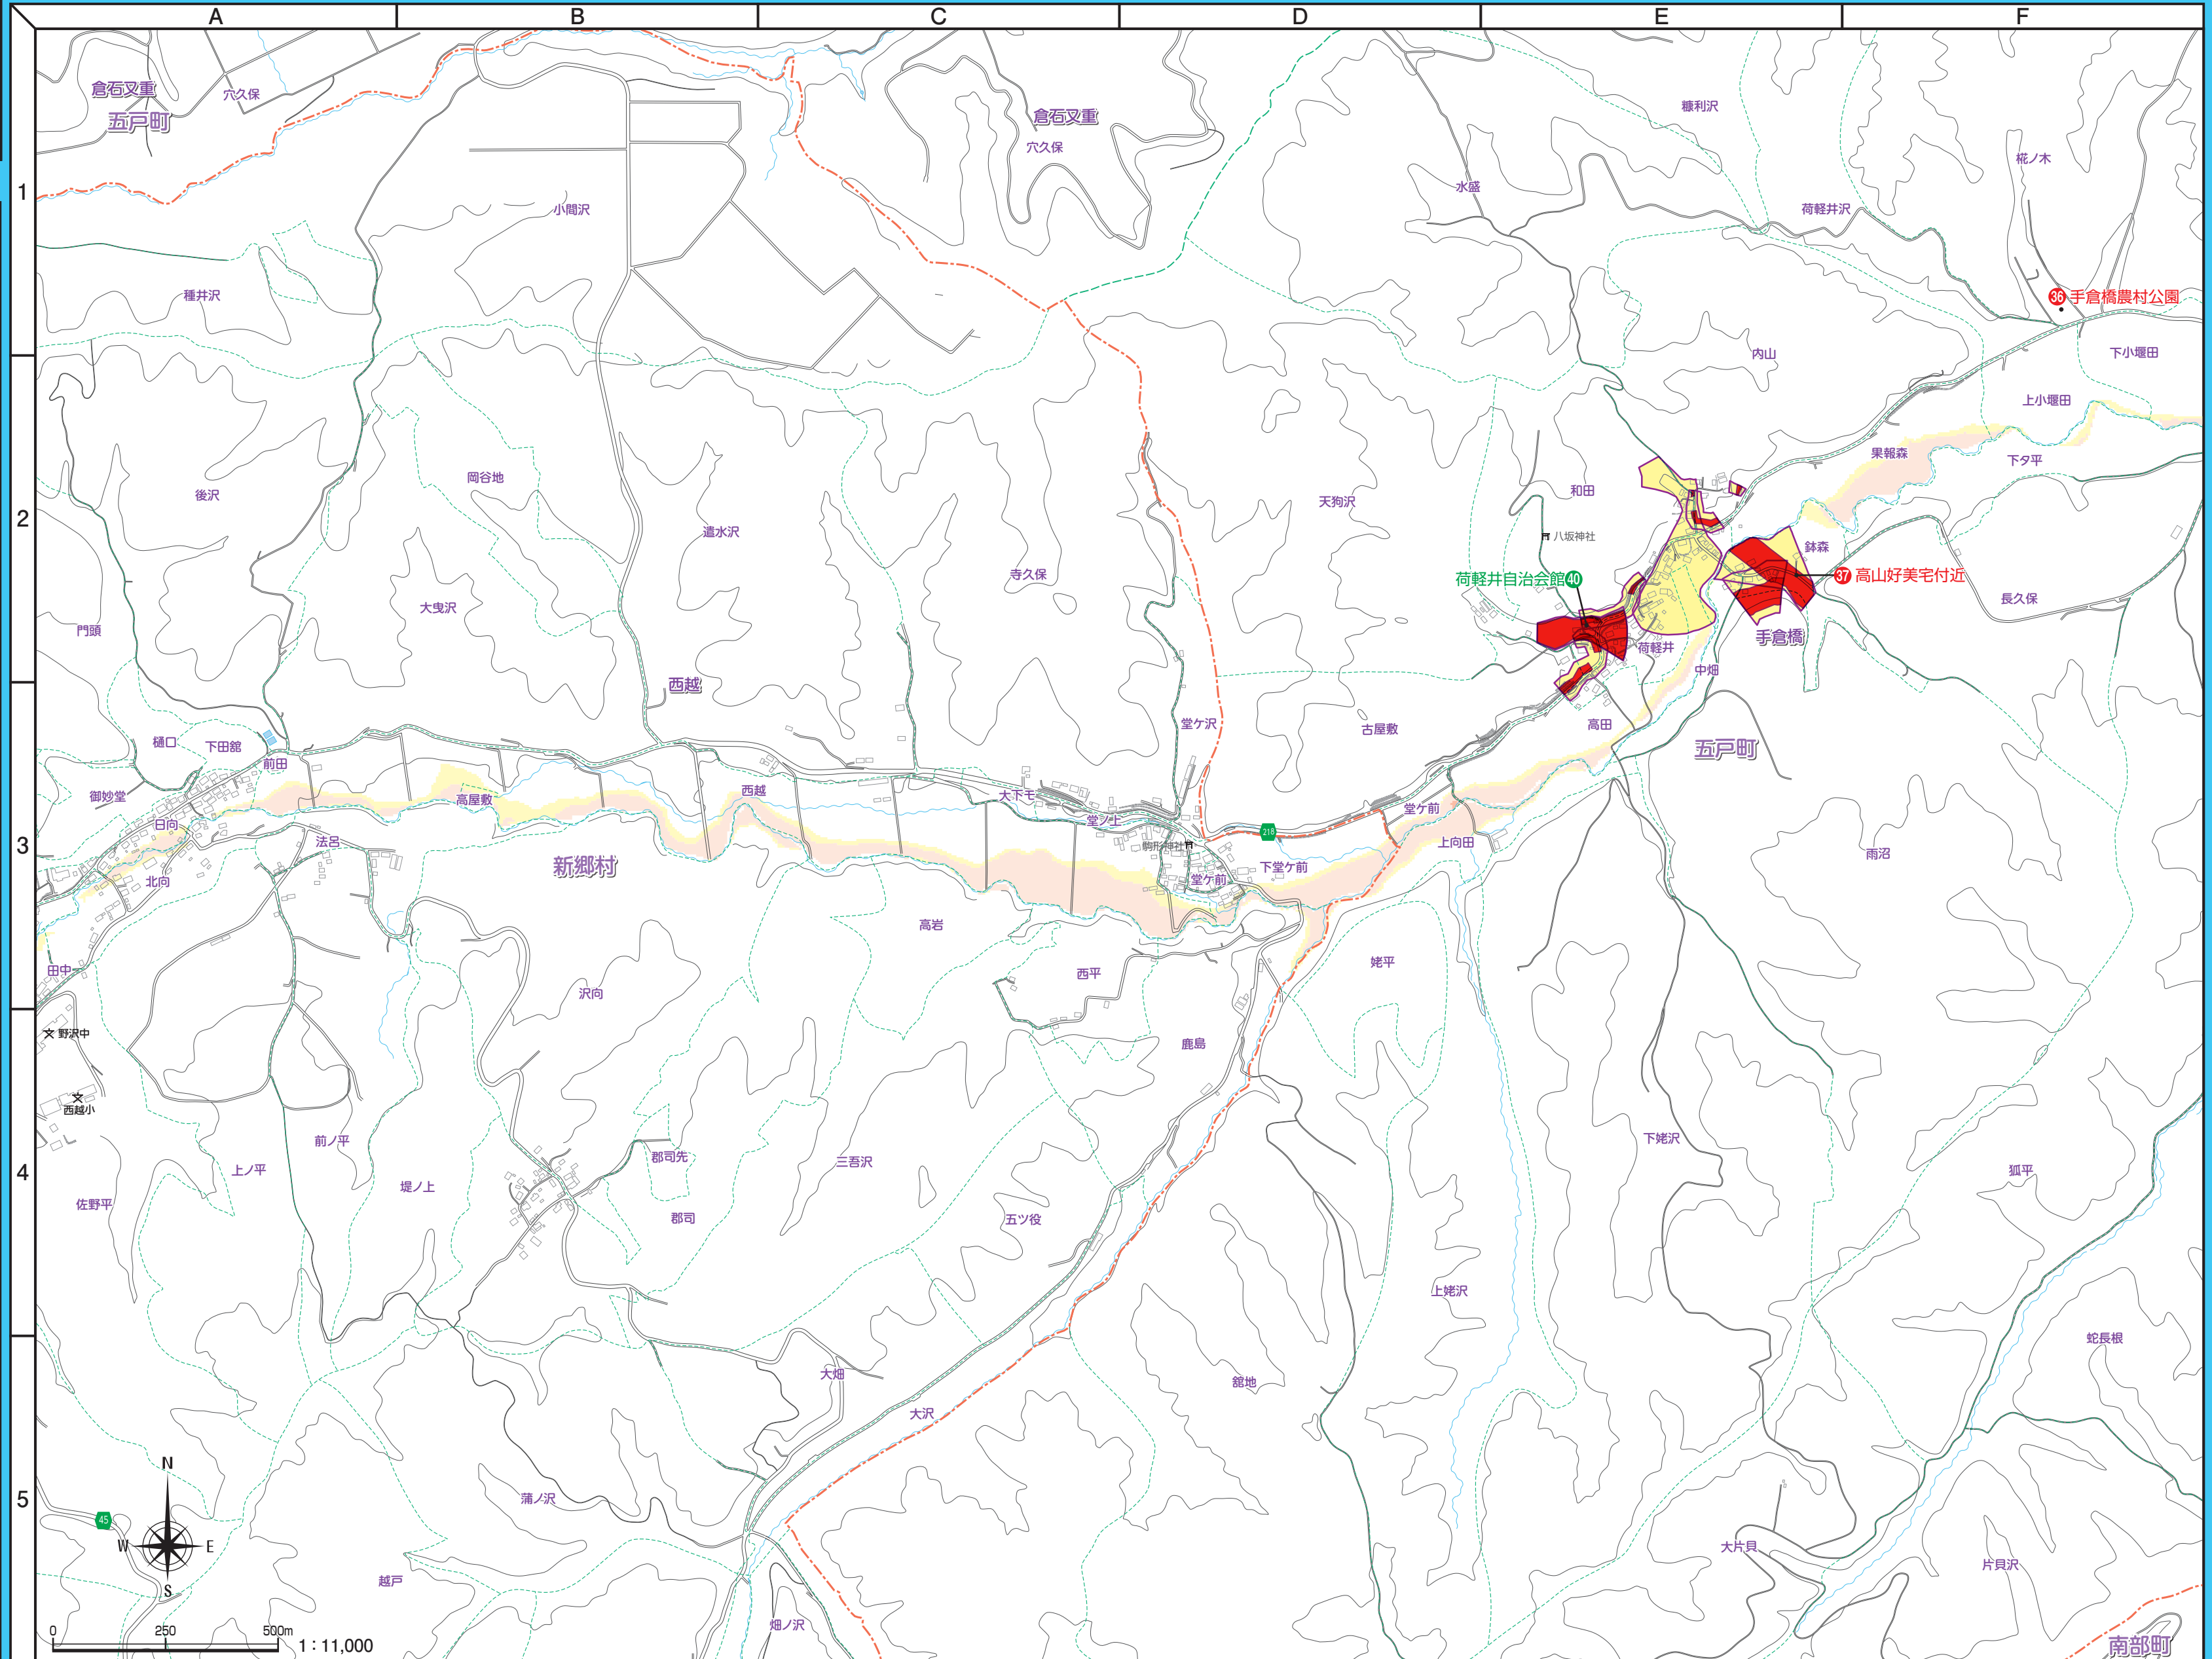 A
B
C
D
E
F
1
2
3
4
5
倉石又重
五戸町
穴久保
小間沢
種井沢
倉石又重
穴久保
糠利沢
水盛
荷軽井沢
椛ノ木
36 手倉橋農村公園
内山
下小堰田
上小堰田
果報森
下タ平
後沢
岡谷地
遣水沢
寺久保
天狗沢
和田
八坂神社
鉢森
荷軽井自治会館 40
37 高山好美宅付近
長久保
大曳沢
門頭
手倉橋
荷軽井
中畑
西越
堂ケ沢
古屋敷
高田
五戸町
樋口
下田舘
前田
御妙堂
高屋敷
西越
大下モ
堂ノ上
堂ケ前
218
日向
法呂
北向
新郷村
駒形神社
堂ケ前
下堂ケ前
上向田
雨沼
高岩
田中
沢向
西平
姥平
野沢中
鹿島
西越小
前ノ平
上ノ平
郡司先
三吾沢
下姥沢
狐平
佐野平
堤ノ上
郡司
五ツ役
上姥沢
蛇長根
大畑
舘地
大沢
蒲ノ沢
45
N
W
E
S
越戸
畑ノ沢
大片貝
片貝沢
南部町
0
250
500m
1:11,000